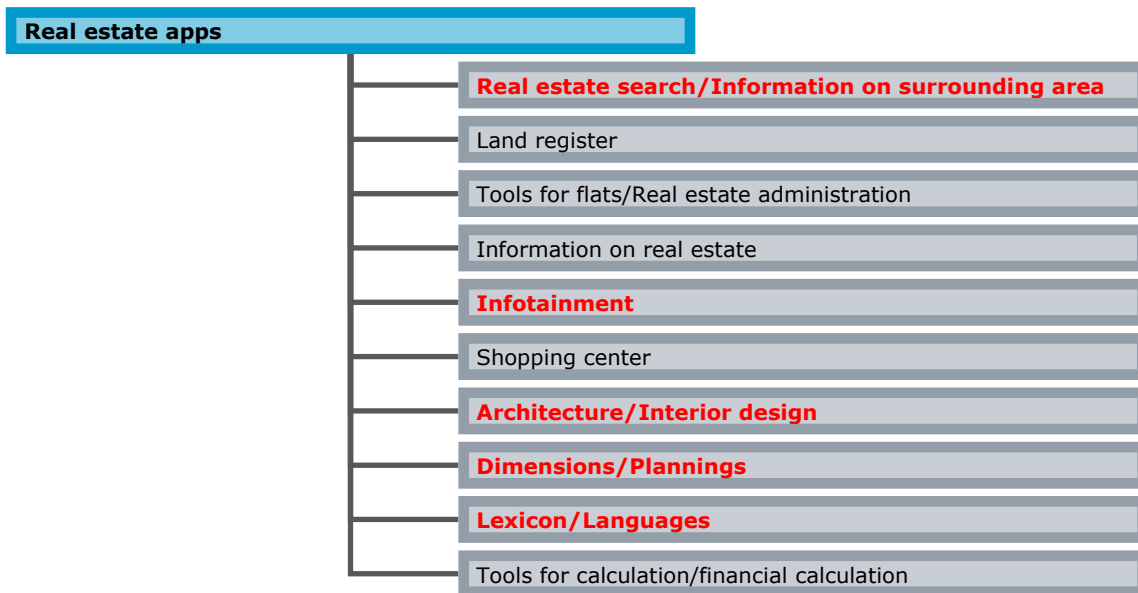 Real estate apps
Real estate search/Information on surrounding area
Land register
Tools for flats/Real estate administration
Information on real estate
Infotainment
Shopping center
Architecture/Interior design
Dimensions/Plannings
Lexicon/Languages
Tools for calculation/financial calculation